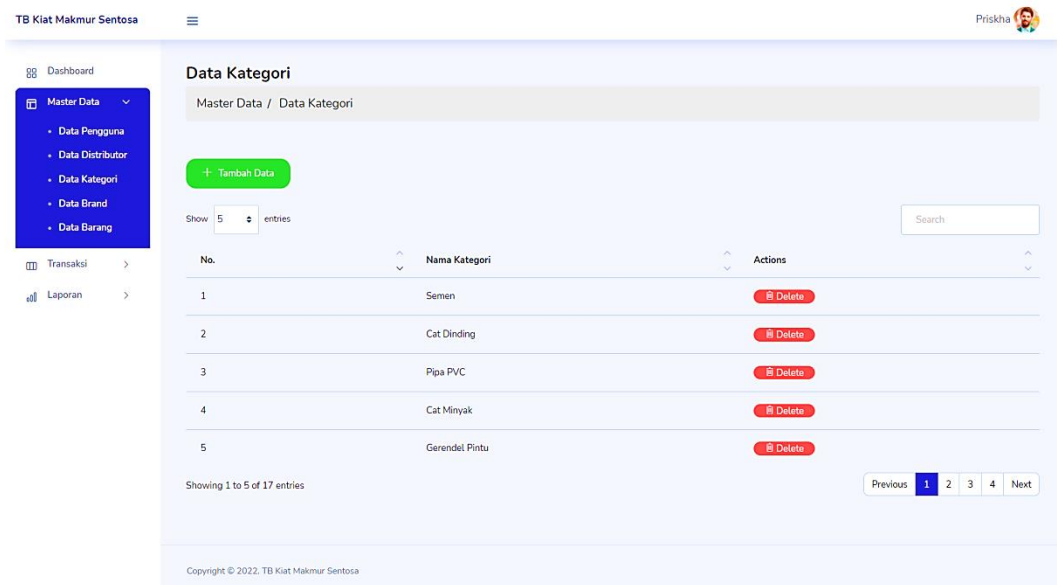 TB Kiat Makmur Sentosa
Priskha
Dashboard
Master Data
Data Pengguna
Data Distributor
Data Kategori
Data Brand
Data Barang
Transaksi
Laporan
Data Kategori
Master Data / Data Kategori
+ Tambah Data
Show 5 entries
Search
No. Nama Kategori Actions
1 Semen Delete
2 Cat Dinding Delete
3 Pipa PVC Delete
4 Cat Minyak Delete
5 Gerendel Pintu Delete
Showing 1 to 5 of 17 entries
Previous 1 2 3 4 Next
Copyright © 2022. TB Kiat Makmur Sentosa